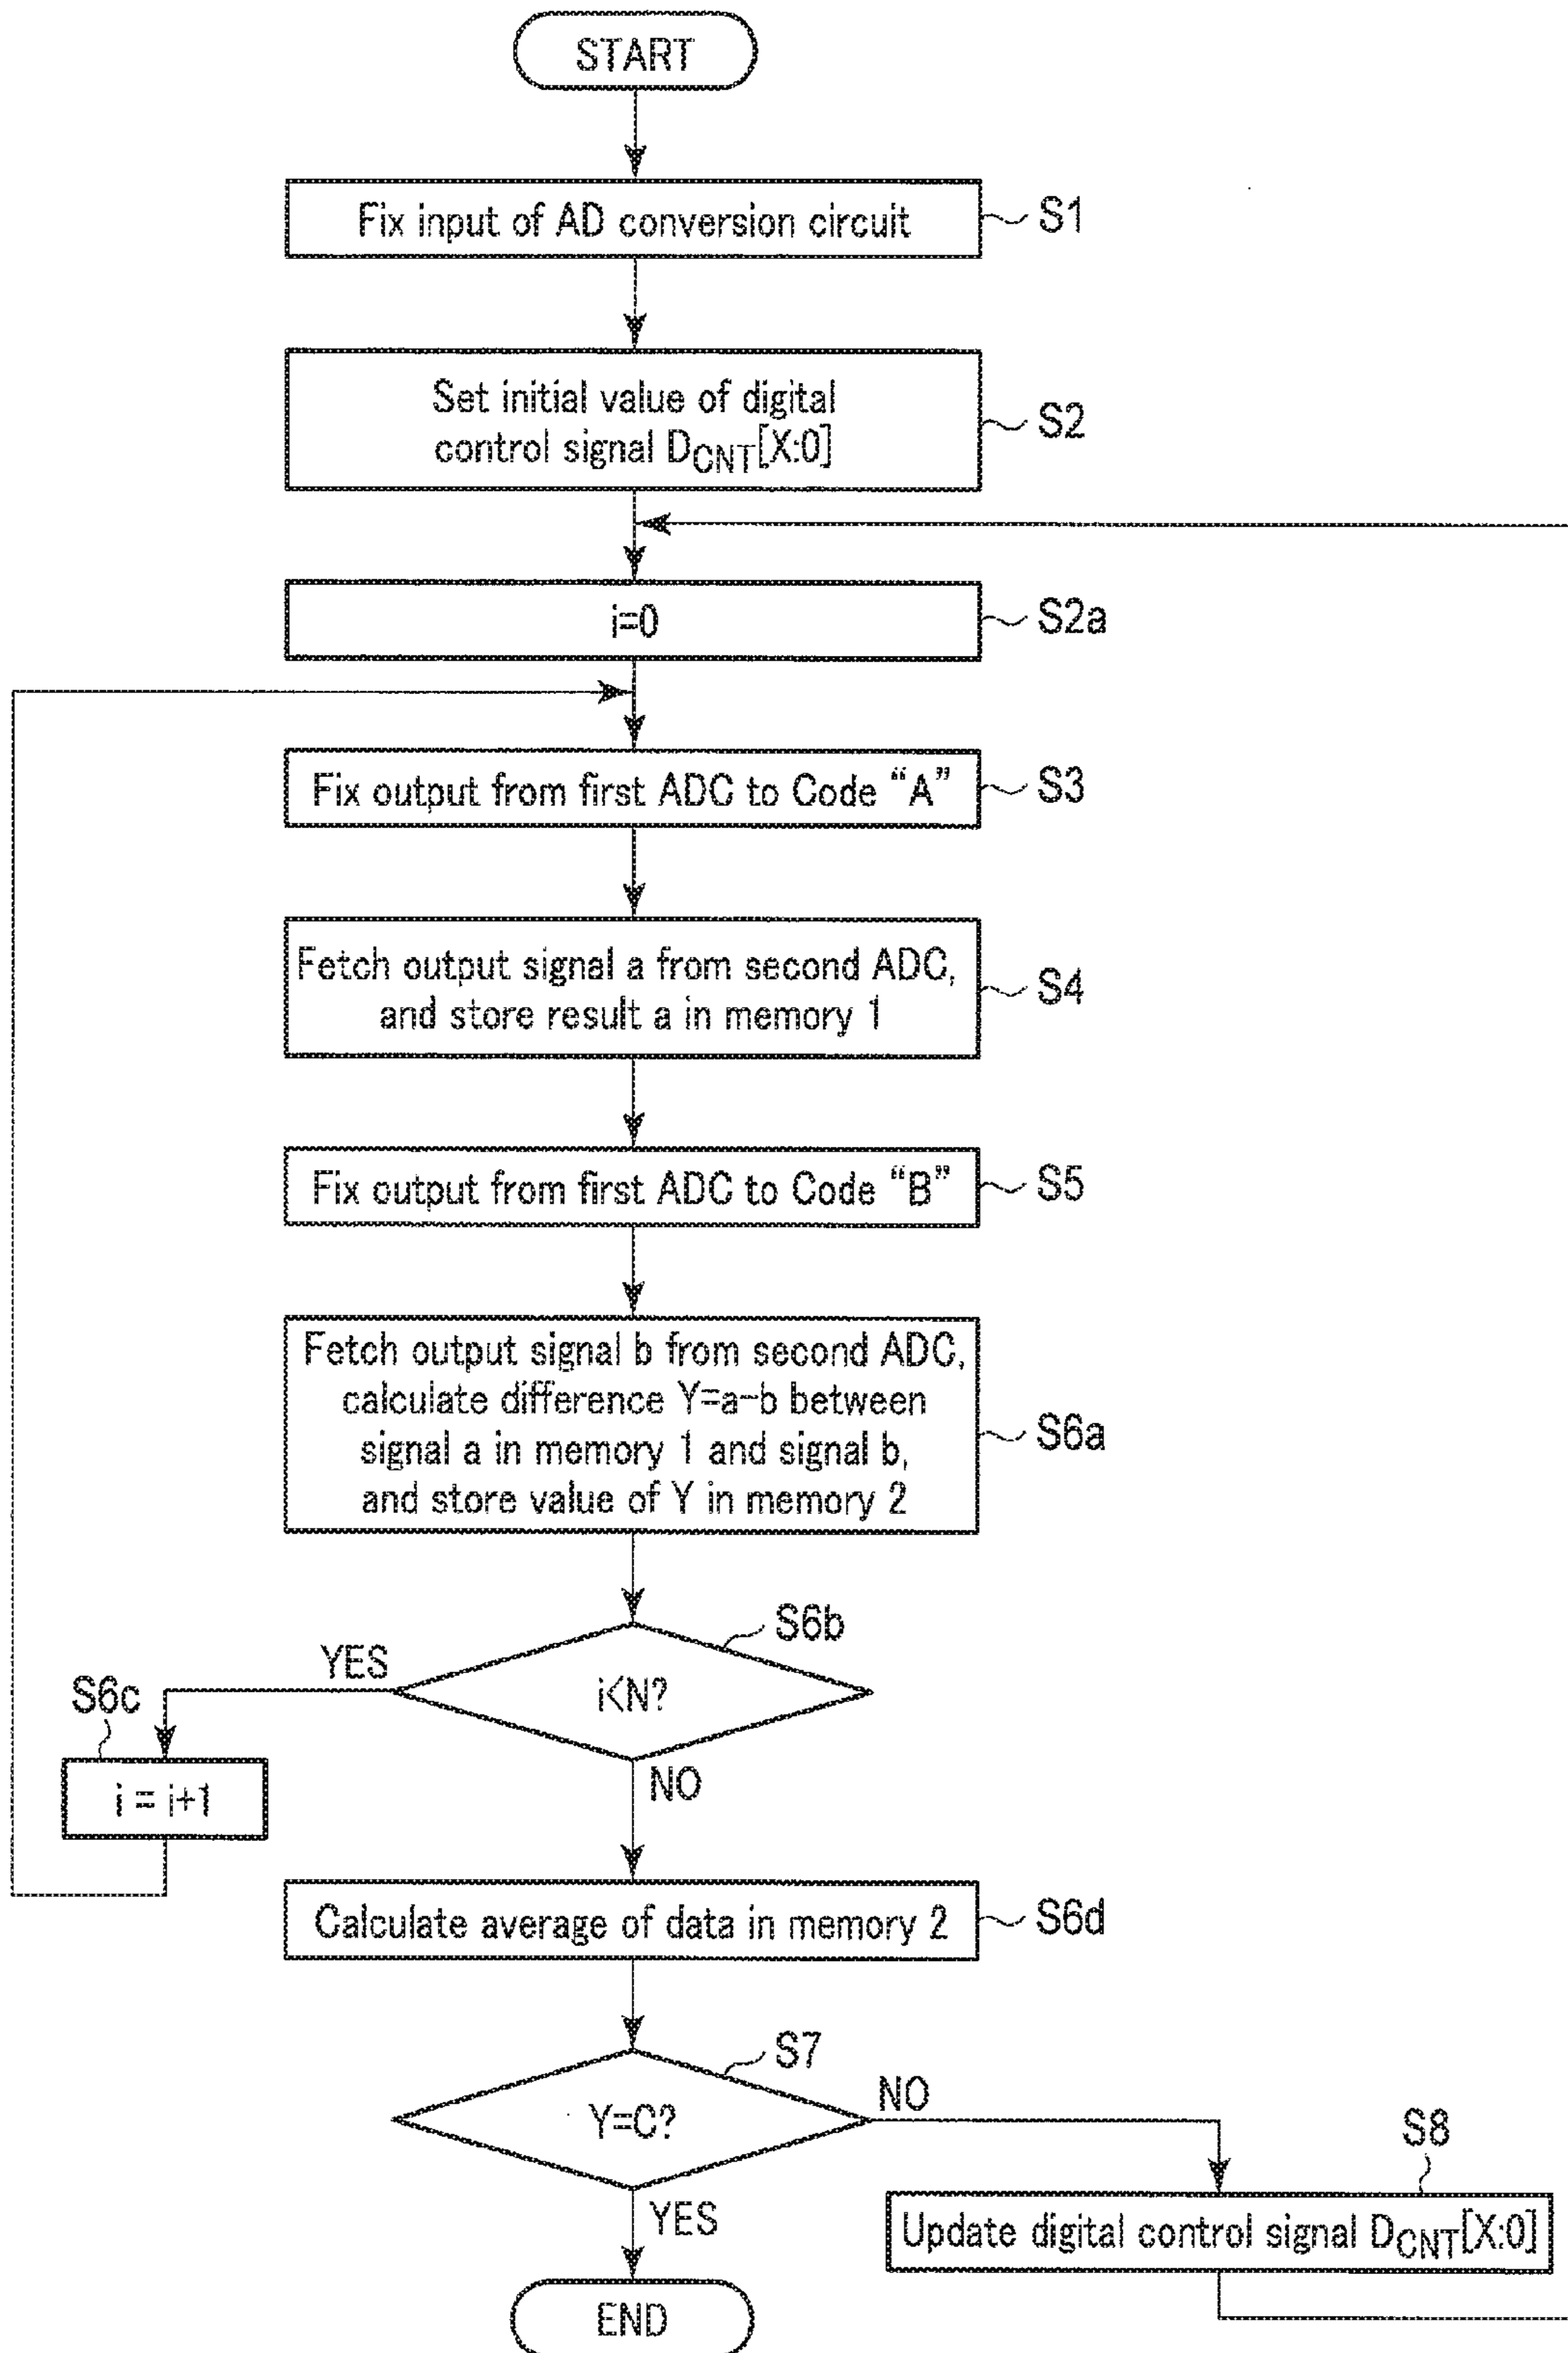 START
Fix input of AD conversion circuit
S1
Set initial value of digital
control signal DCNT[X:0]
S2
i=0
S2a
Fix output from first ADC to Code “A”
S3
Fetch output signal a from second ADC,
and store result a in memory 1
S4
Fix output from first ADC to Code “B”
S5
Fetch output signal b from second ADC,
calculate difference Y=a-b between
signal a in memory 1 and signal b,
and store value of Y in memory 2
S6a
S6b
YES
i<N?
S6c
NO
i = i+1
Calculate average of data in memory 2
S6d
S7
NO
Y=C?
S8
YES
Update digital control signal DCNT[X:0]
END